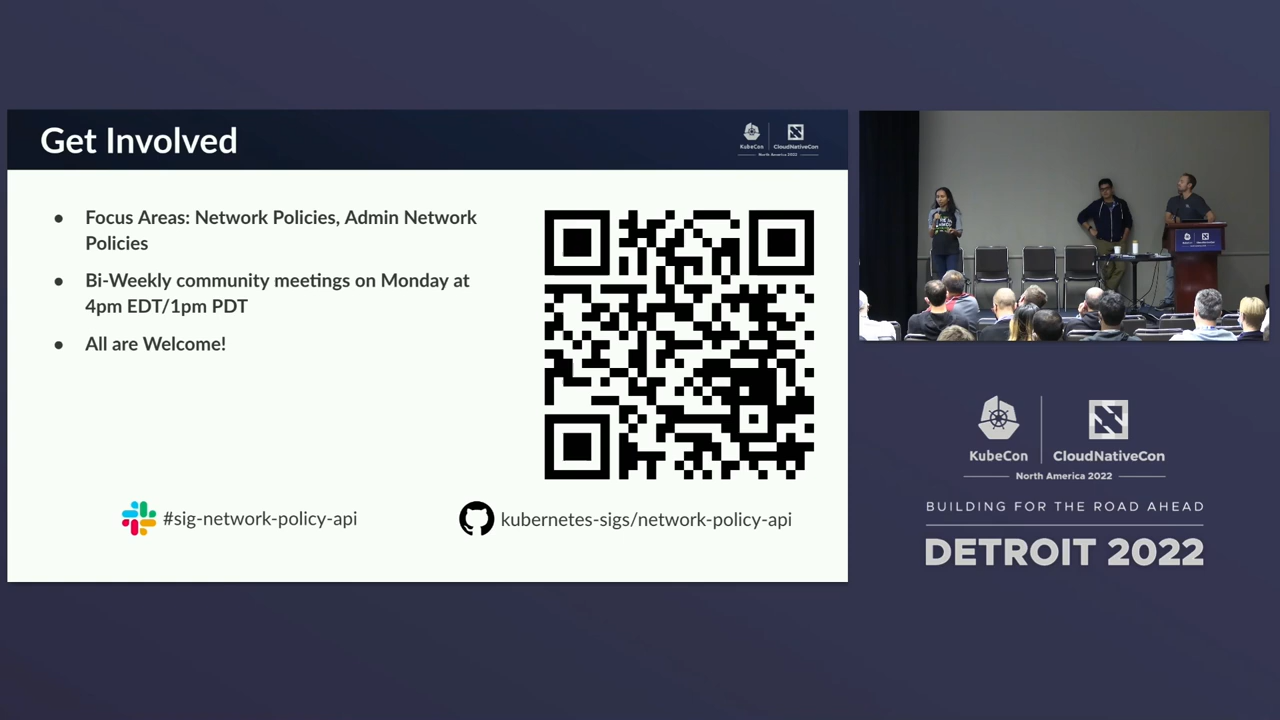 Get Involved
KubeCon
CloudNativeCon
North America 2022
● Focus Areas: Network Policies, Admin Network
Policies
● Bi-Weekly community meetings on Monday at
4pm EDT/1pm PDT
● All are Welcome!
#sig-network-policy-api
kubernetes-sigs/network-policy-api
KubeCon
CloudNativeCon
North America 2022
BUILDING FOR THE ROAD AHEAD
DETROIT 2022